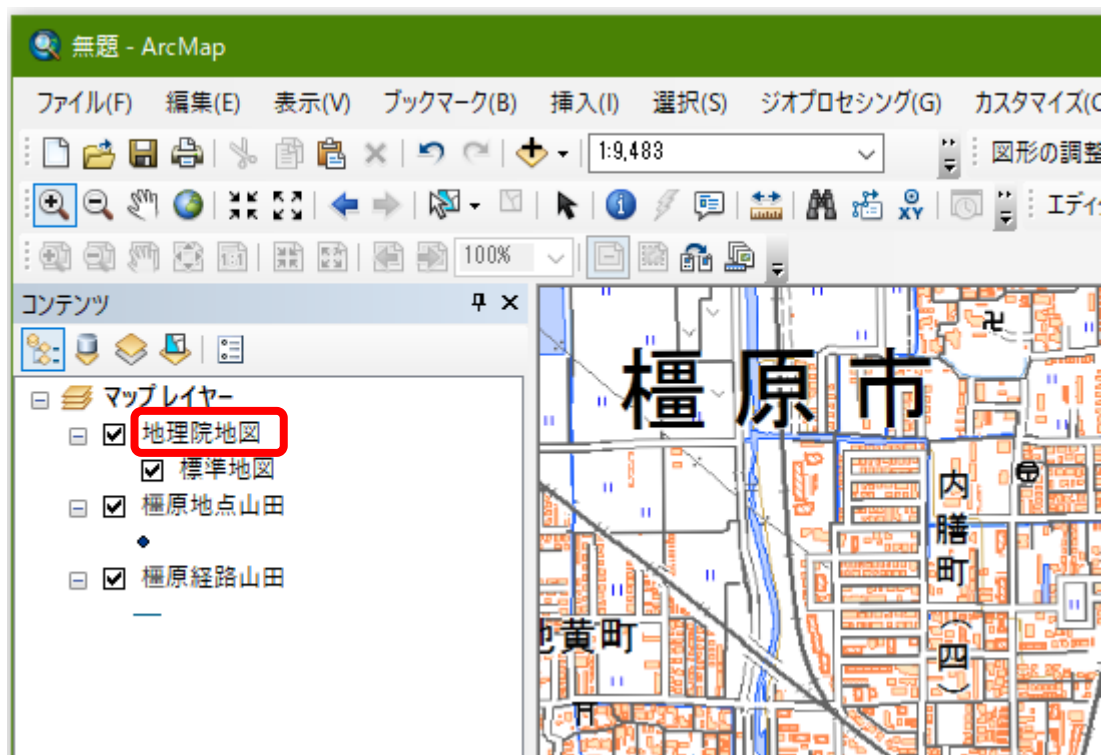 無題 - ArcMap
ファイル(F) 編集(E) 表示(V) ブックマーク(B) 挿入(I) 選択(S) ジオプロセシング(G) カスタマイズ(C
1:9,483 図形の調整
XY エディ
1:1 100%
コンテンツ
マップ レイヤー
地理院地図
標準地図
橿原地点山田
橿原経路山田
橿原市
内膳町(四)
黄町